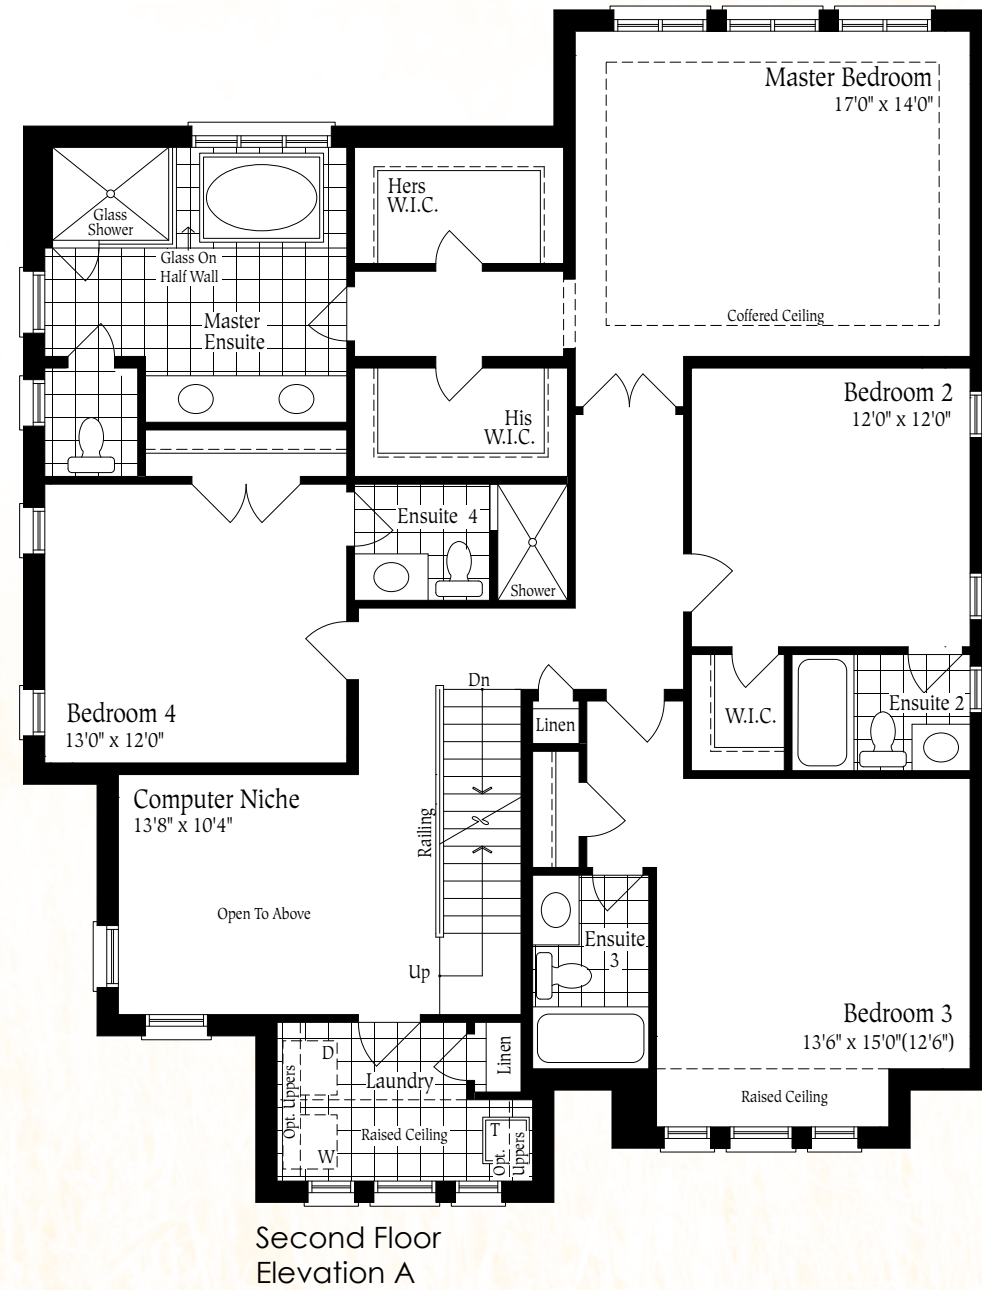 Master Bedroom
17'0" x 14'0"
Coffered Ceiling
Hers
W.I.C.
Glass
Shower
Glass On
Half Wall
Master
Ensuite
His
W.I.C.
Bedroom 2
12'0" x 12'0"
Ensuite 4
Shower
Bedroom 4
13'0" x 12'0"
Dn
Linen
W.I.C.
Ensuite 2
Computer Niche
13'8" x 10'4"
Railing
Open To Above
Up
Ensuite
3
Bedroom 3
13'6" x 15'0"(12'6")
Raised Ceiling
D
Laundry
Linen
Opt. Uppers
Raised Ceiling
W
T
Opt.
Uppers
Second Floor
Elevation A